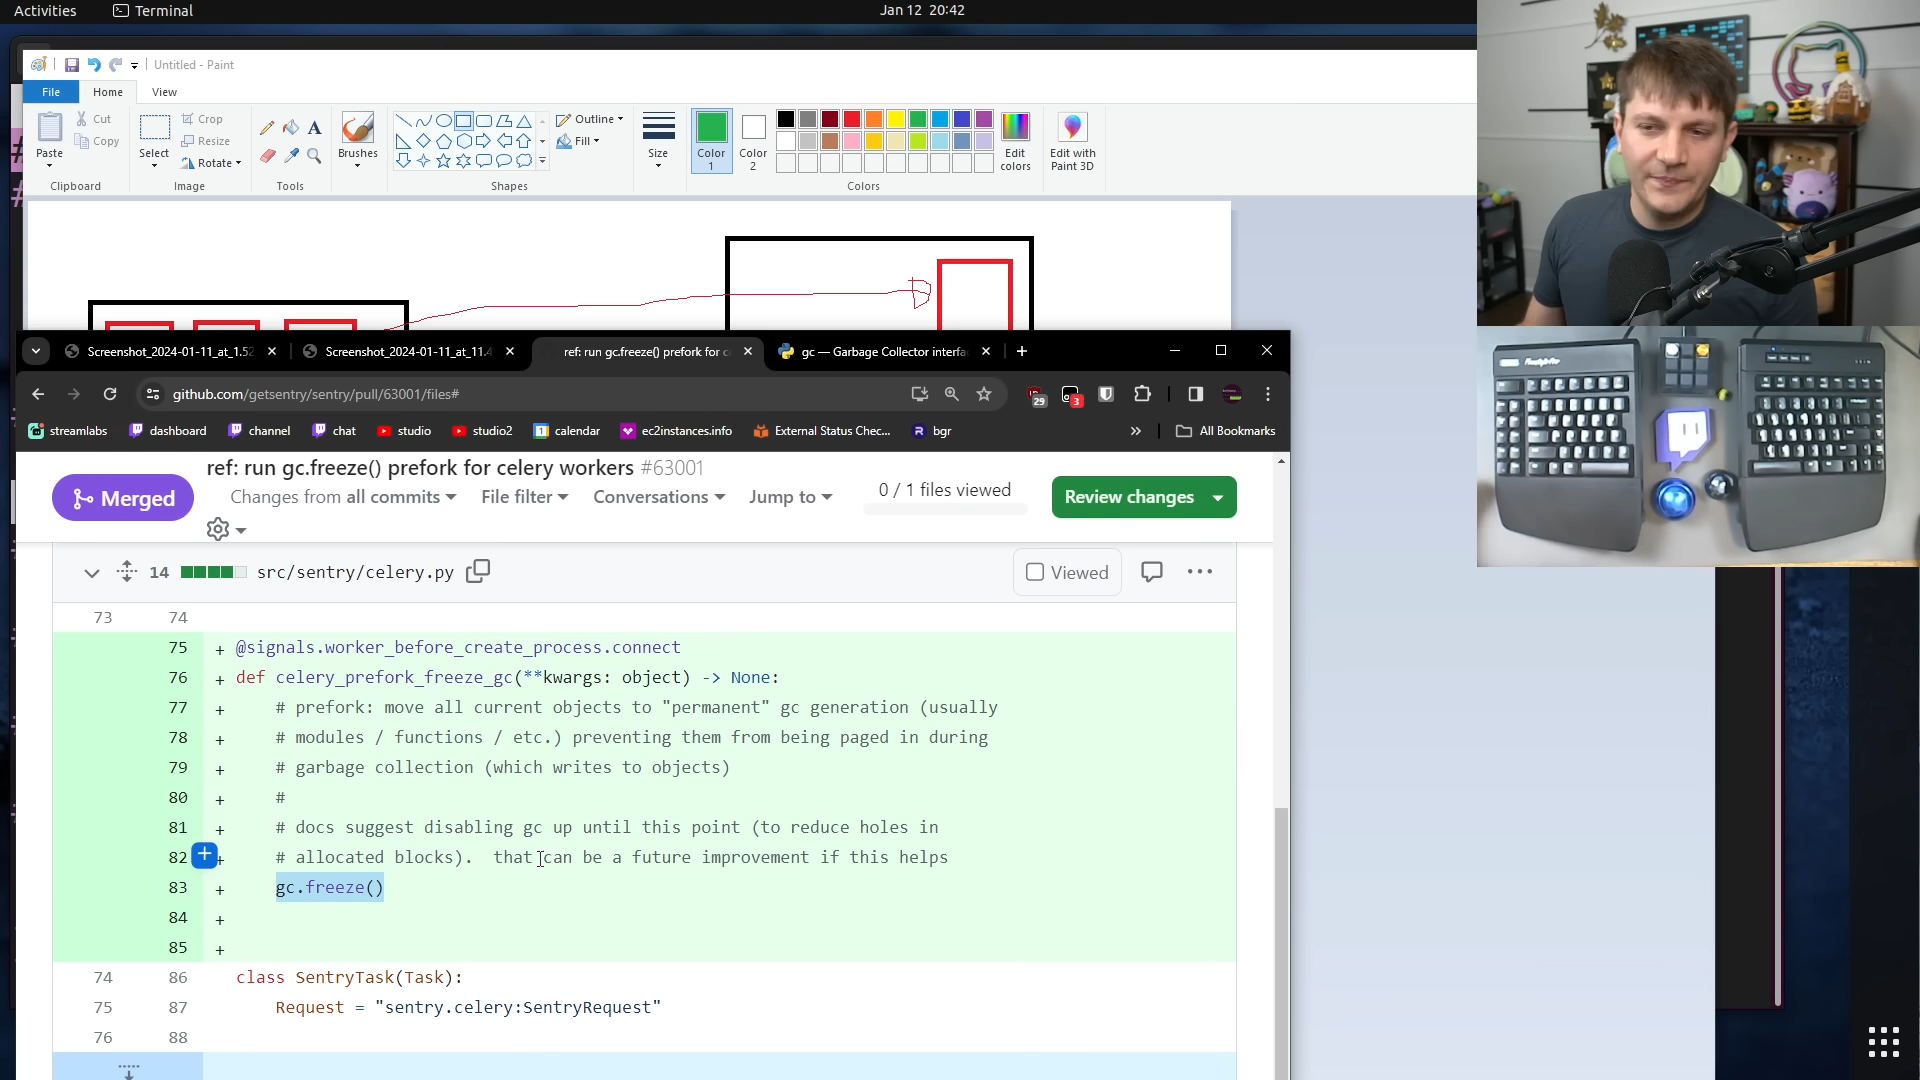 Activities
Terminal
Jan 12 20:42
Untitled - Paint
File
Home
View
Paste
Cut
Copy
Clipboard
Select
Crop
Resize
Rotate
Image
Tools
Brushes
Outline
Fill
Shapes
Size
Color 1
Color 2
Edit colors
Edit with Paint 3D
Colors
Screenshot_2024-01-11_at_1.52
Screenshot_2024-01-11_at_11.4
ref: run gc.freeze() prefork for c
gc — Garbage Collector interfa
github.com/getsentry/sentry/pull/63001/files#
29
3
streamlabs
dashboard
channel
chat
studio
studio2
calendar
ec2instances.info
External Status Chec...
bgr
»
All Bookmarks
Merged
ref: run gc.freeze() prefork for celery workers #63001
Changes from all commits
File filter
Conversations
Jump to
0 / 1 files viewed
Review changes
14 src/sentry/celery.py
Viewed
73 74
75 + @signals.worker_before_create_process.connect
76 + def celery_prefork_freeze_gc(**kwargs: object) -> None:
77 + # prefork: move all current objects to "permanent" gc generation (usually
78 + # modules / functions / etc.) preventing them from being paged in during
79 + # garbage collection (which writes to objects)
80 + #
81 + # docs suggest disabling gc up until this point (to reduce holes in
82 + # allocated blocks).  that can be a future improvement if this helps
83 + gc.freeze()
84 +
85 +
74 86 class SentryTask(Task):
75 87 Request = "sentry.celery:SentryRequest"
76 88